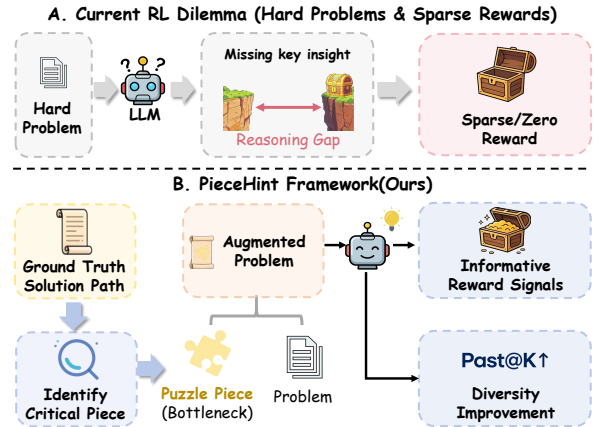 A. Current RL Dilemma (Hard Problems & Sparse Rewards)
? ?
Hard
Problem
LLM
Missing key insight
Reasoning Gap
Sparse/Zero
Reward
B. PieceHint Framework(Ours)
Ground Truth
Solution Path
Augmented
Problem
Informative
Reward Signals
Identify
Critical Piece
Puzzle Piece
(Bottleneck)
Problem
Past@K↑
Diversity
Improvement